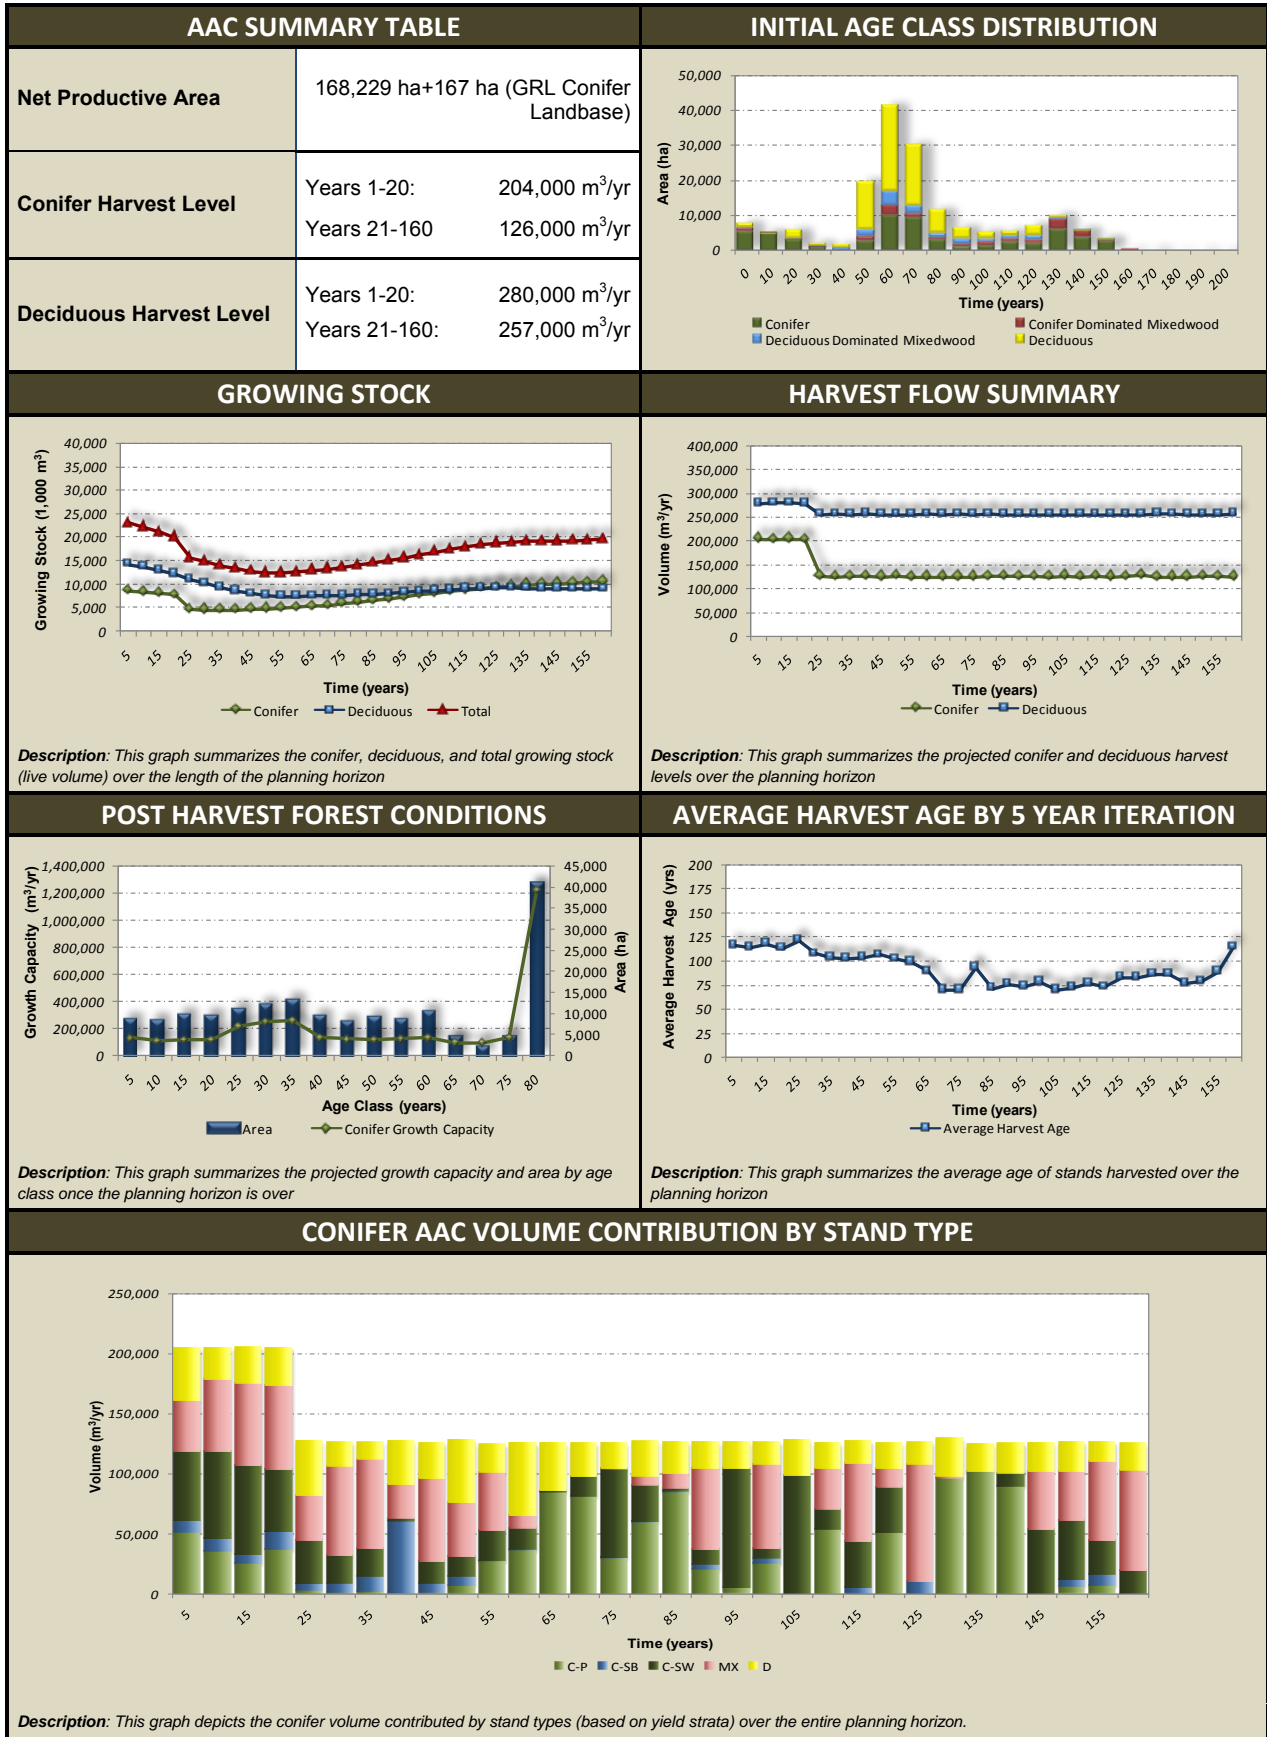 AAC SUMMARY TABLE
Net Productive Area
168,229 ha+167 ha (GRL Conifer
Landbase)
Conifer Harvest Level
Years 1-20: 204,000 m³/yr
Years 21-160 126,000 m³/yr
Deciduous Harvest Level
Years 1-20: 280,000 m³/yr
Years 21-160: 257,000 m³/yr
INITIAL AGE CLASS DISTRIBUTION
Area (ha)
50,000
40,000
30,000
20,000
10,000
0
0 10 20 30 40 50 60 70 80 90 100 110 120 130 140 150 160 170 180 190 200
Time (years)
Conifer
Conifer Dominated Mixedwood
Deciduous Dominated Mixedwood
Deciduous
GROWING STOCK
Growing Stock (1,000 m³)
40,000
35,000
30,000
25,000
20,000
15,000
10,000
5,000
0
5 15 25 35 45 55 65 75 85 95 105 115 125 135 145 155
Time (years)
Conifer Deciduous Total
Description: This graph summarizes the conifer, deciduous, and total growing stock
(live volume) over the length of the planning horizon
HARVEST FLOW SUMMARY
Volume (m³/yr)
400,000
350,000
300,000
250,000
200,000
150,000
100,000
50,000
0
5 15 25 35 45 55 65 75 85 95 105 115 125 135 145 155
Time (years)
Conifer Deciduous
Description: This graph summarizes the projected conifer and deciduous harvest
levels over the planning horizon
POST HARVEST FOREST CONDITIONS
Growth Capacity (m³/yr)
1,400,000
1,200,000
1,000,000
800,000
600,000
400,000
200,000
0
45,000
40,000
35,000
30,000
25,000
20,000
15,000
10,000
5,000
0
Area (ha)
5 10 15 20 25 30 35 40 45 50 55 60 65 70 75 80
Age Class (years)
Area Conifer Growth Capacity
Description: This graph summarizes the projected growth capacity and area by age
class once the planning horizon is over
AVERAGE HARVEST AGE BY 5 YEAR ITERATION
Average Harvest Age (yrs)
200
175
150
125
100
75
50
25
0
5 15 25 35 45 55 65 75 85 95 105 115 125 135 145 155
Time (years)
Average Harvest Age
Description: This graph summarizes the average age of stands harvested over the
planning horizon
CONIFER AAC VOLUME CONTRIBUTION BY STAND TYPE
Volume (m³/yr)
250,000
200,000
150,000
100,000
50,000
0
5 15 25 35 45 55 65 75 85 95 105 115 125 135 145 155
Time (years)
C-P C-SB C-SW MX D
Description: This graph depicts the conifer volume contributed by stand types (based on yield strata) over the entire planning horizon.